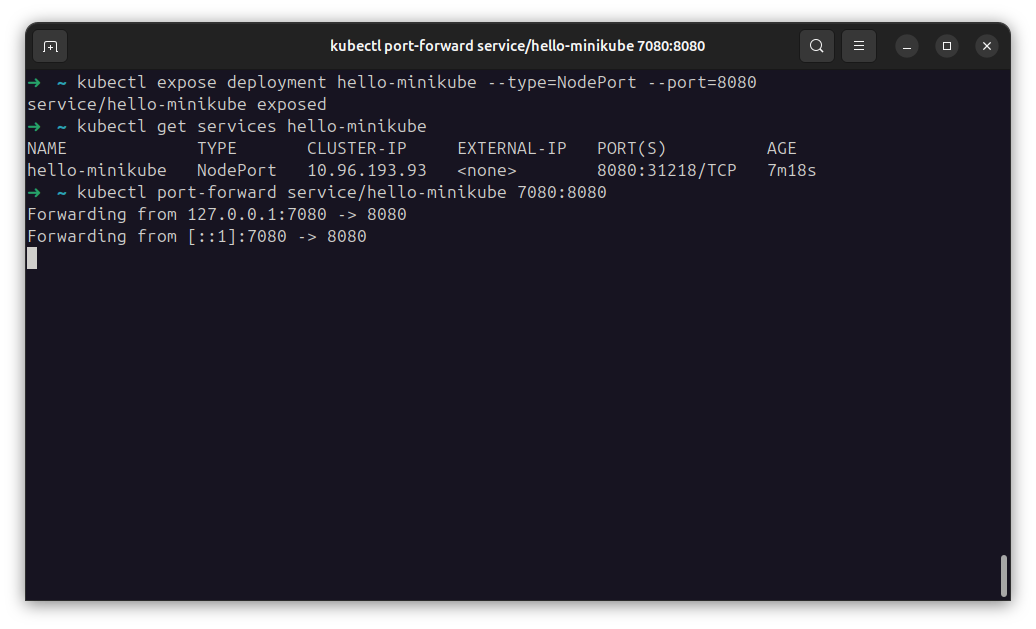 kubectl port-forward service/hello-minikube 7080:8080
➜ ~ kubectl expose deployment hello-minikube --type=NodePort --port=8080
service/hello-minikube exposed
➜ ~ kubectl get services hello-minikube
NAME             TYPE       CLUSTER-IP     EXTERNAL-IP   PORT(S)          AGE
hello-minikube   NodePort   10.96.193.93   <none>        8080:31218/TCP   7m18s
➜ ~ kubectl port-forward service/hello-minikube 7080:8080
Forwarding from 127.0.0.1:7080 -> 8080
Forwarding from [::1]:7080 -> 8080